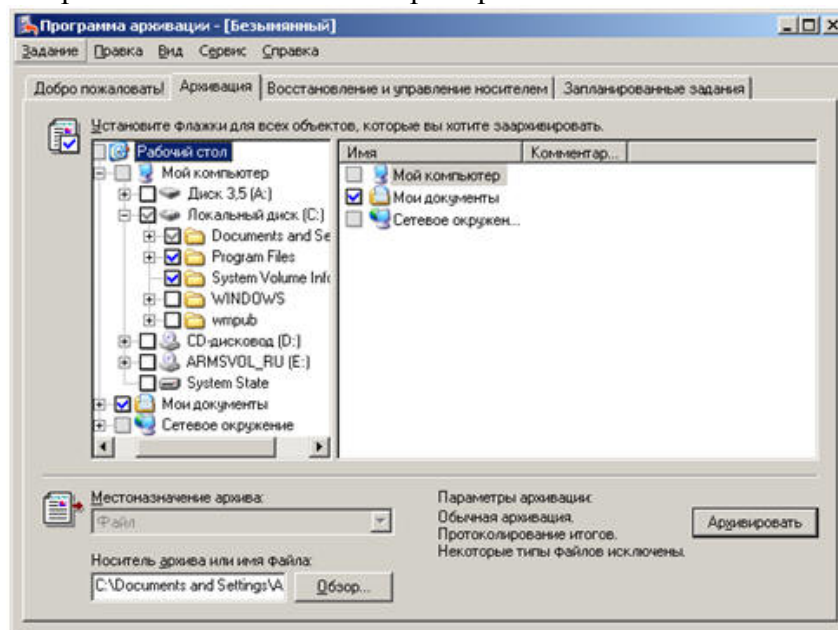 Программа архивации - [Безымянный]
Задание Правка Вид Сервис Справка
Добро пожаловать! Архивация Восстановление и управление носителем Запланированные задания
Установите флажки для всех объектов, которые вы хотите заархивировать.
Рабочий стол
Мой компьютер
Диск 3,5 (A:)
Локальный диск (C:)
Documents and Se
Program Files
System Volume Info
WINDOWS
wmpub
CD-дисковод (D:)
ARMSVOL_RU (E:)
System State
Мои документы
Сетевое окружение
Имя Комментар...
Мой компьютер
Мои документы
Сетевое окружен...
Местоназначение архива:
Файл
Носитель архива или имя файла:
C:\Documents and Settings\А Обзор...
Параметры архивации:
Обычная архивация.
Протоколирование итогов.
Некоторые типы файлов исключены.
Архивировать